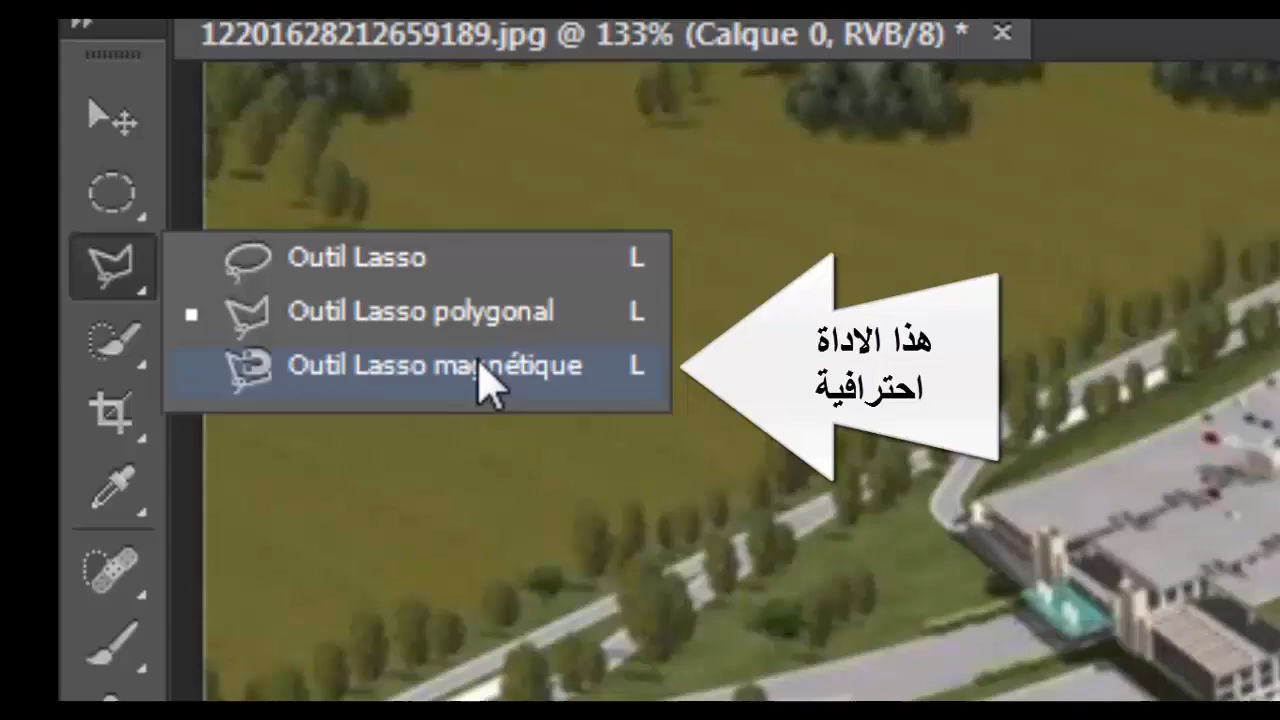 12201628212659189.jpg @ 133% (Calque 0, RVB/8) * ×
Outil Lasso L
Outil Lasso polygonal L
Outil Lasso magnétique L
هذا الاداة
احترافية